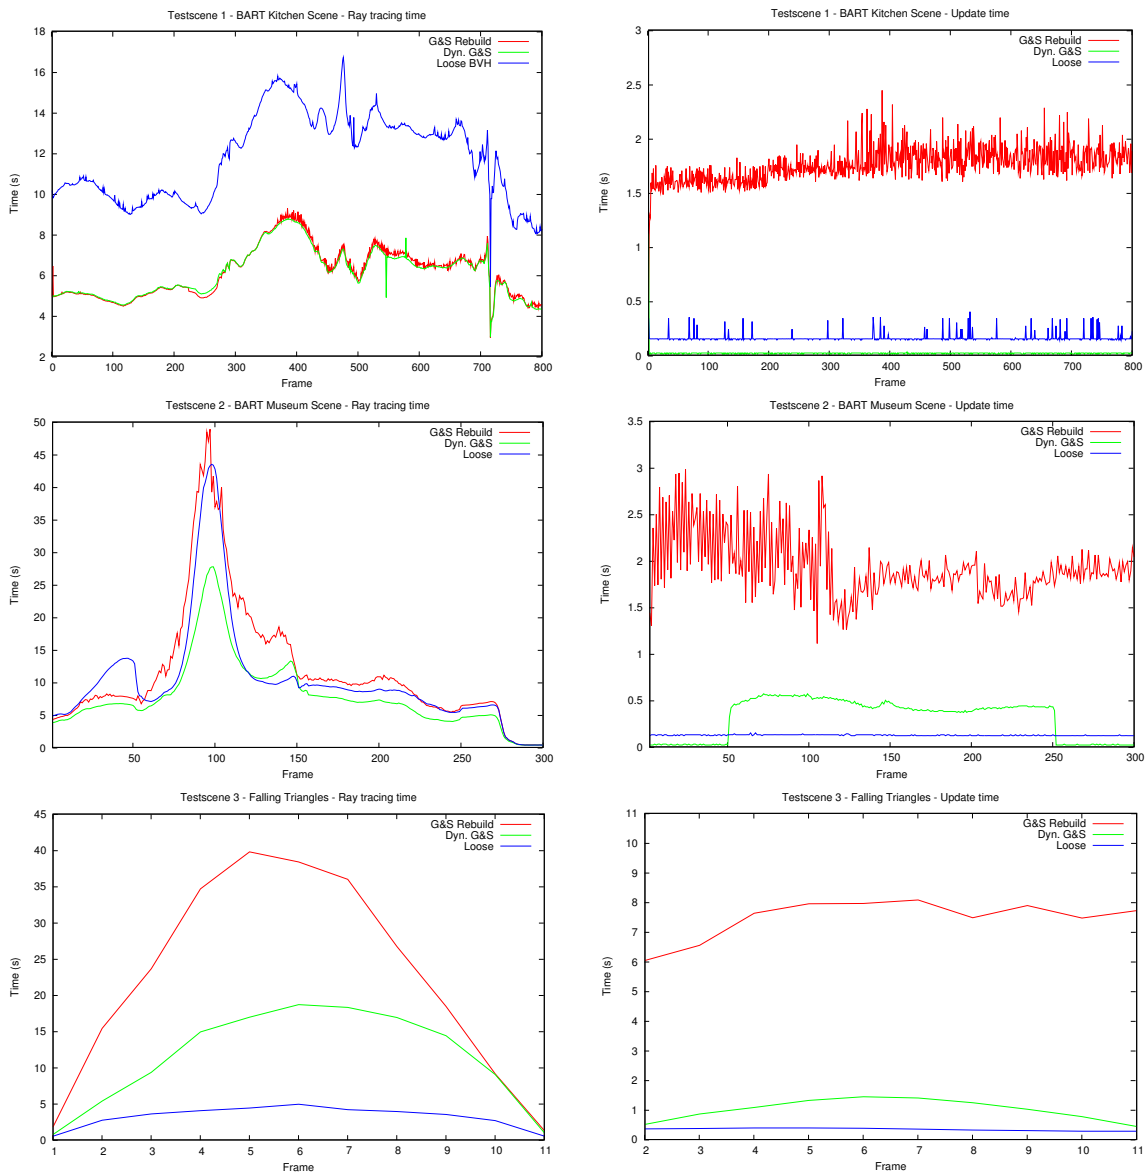 Testscene 1 - BART Kitchen Scene - Ray tracing time
18
16
14
12
10
8
6
4
2
0 100 200 300 400 500 600 700 800
Time (s)
Frame
G&S Rebuild
Dyn. G&S
Loose BVH
Testscene 1 - BART Kitchen Scene - Update time
3
2.5
2
1.5
1
0.5
0
0 100 200 300 400 500 600 700 800
Time (s)
Frame
G&S Rebuild
Dyn. G&S
Loose
Testscene 2 - BART Museum Scene - Ray tracing time
50
45
40
35
30
25
20
15
10
5
0
50 100 150 200 250 300
Time (s)
Frame
G&S Rebuild
Dyn. G&S
Loose
Testscene 2 - BART Museum Scene - Update time
3.5
3
2.5
2
1.5
1
0.5
0
50 100 150 200 250 300
Time (s)
Frame
G&S Rebuild
Dyn. G&S
Loose
Testscene 3 - Falling Triangles - Ray tracing time
45
40
35
30
25
20
15
10
5
0
1 2 3 4 5 6 7 8 9 10 11
Time (s)
Frame
G&S Rebuild
Dyn. G&S
Loose
Testscene 3 - Falling Triangles - Update time
11
10
9
8
7
6
5
4
3
2
1
0
2 3 4 5 6 7 8 9 10 11
Time (s)
Frame
G&S Rebuild
Dyn. G&S
Loose